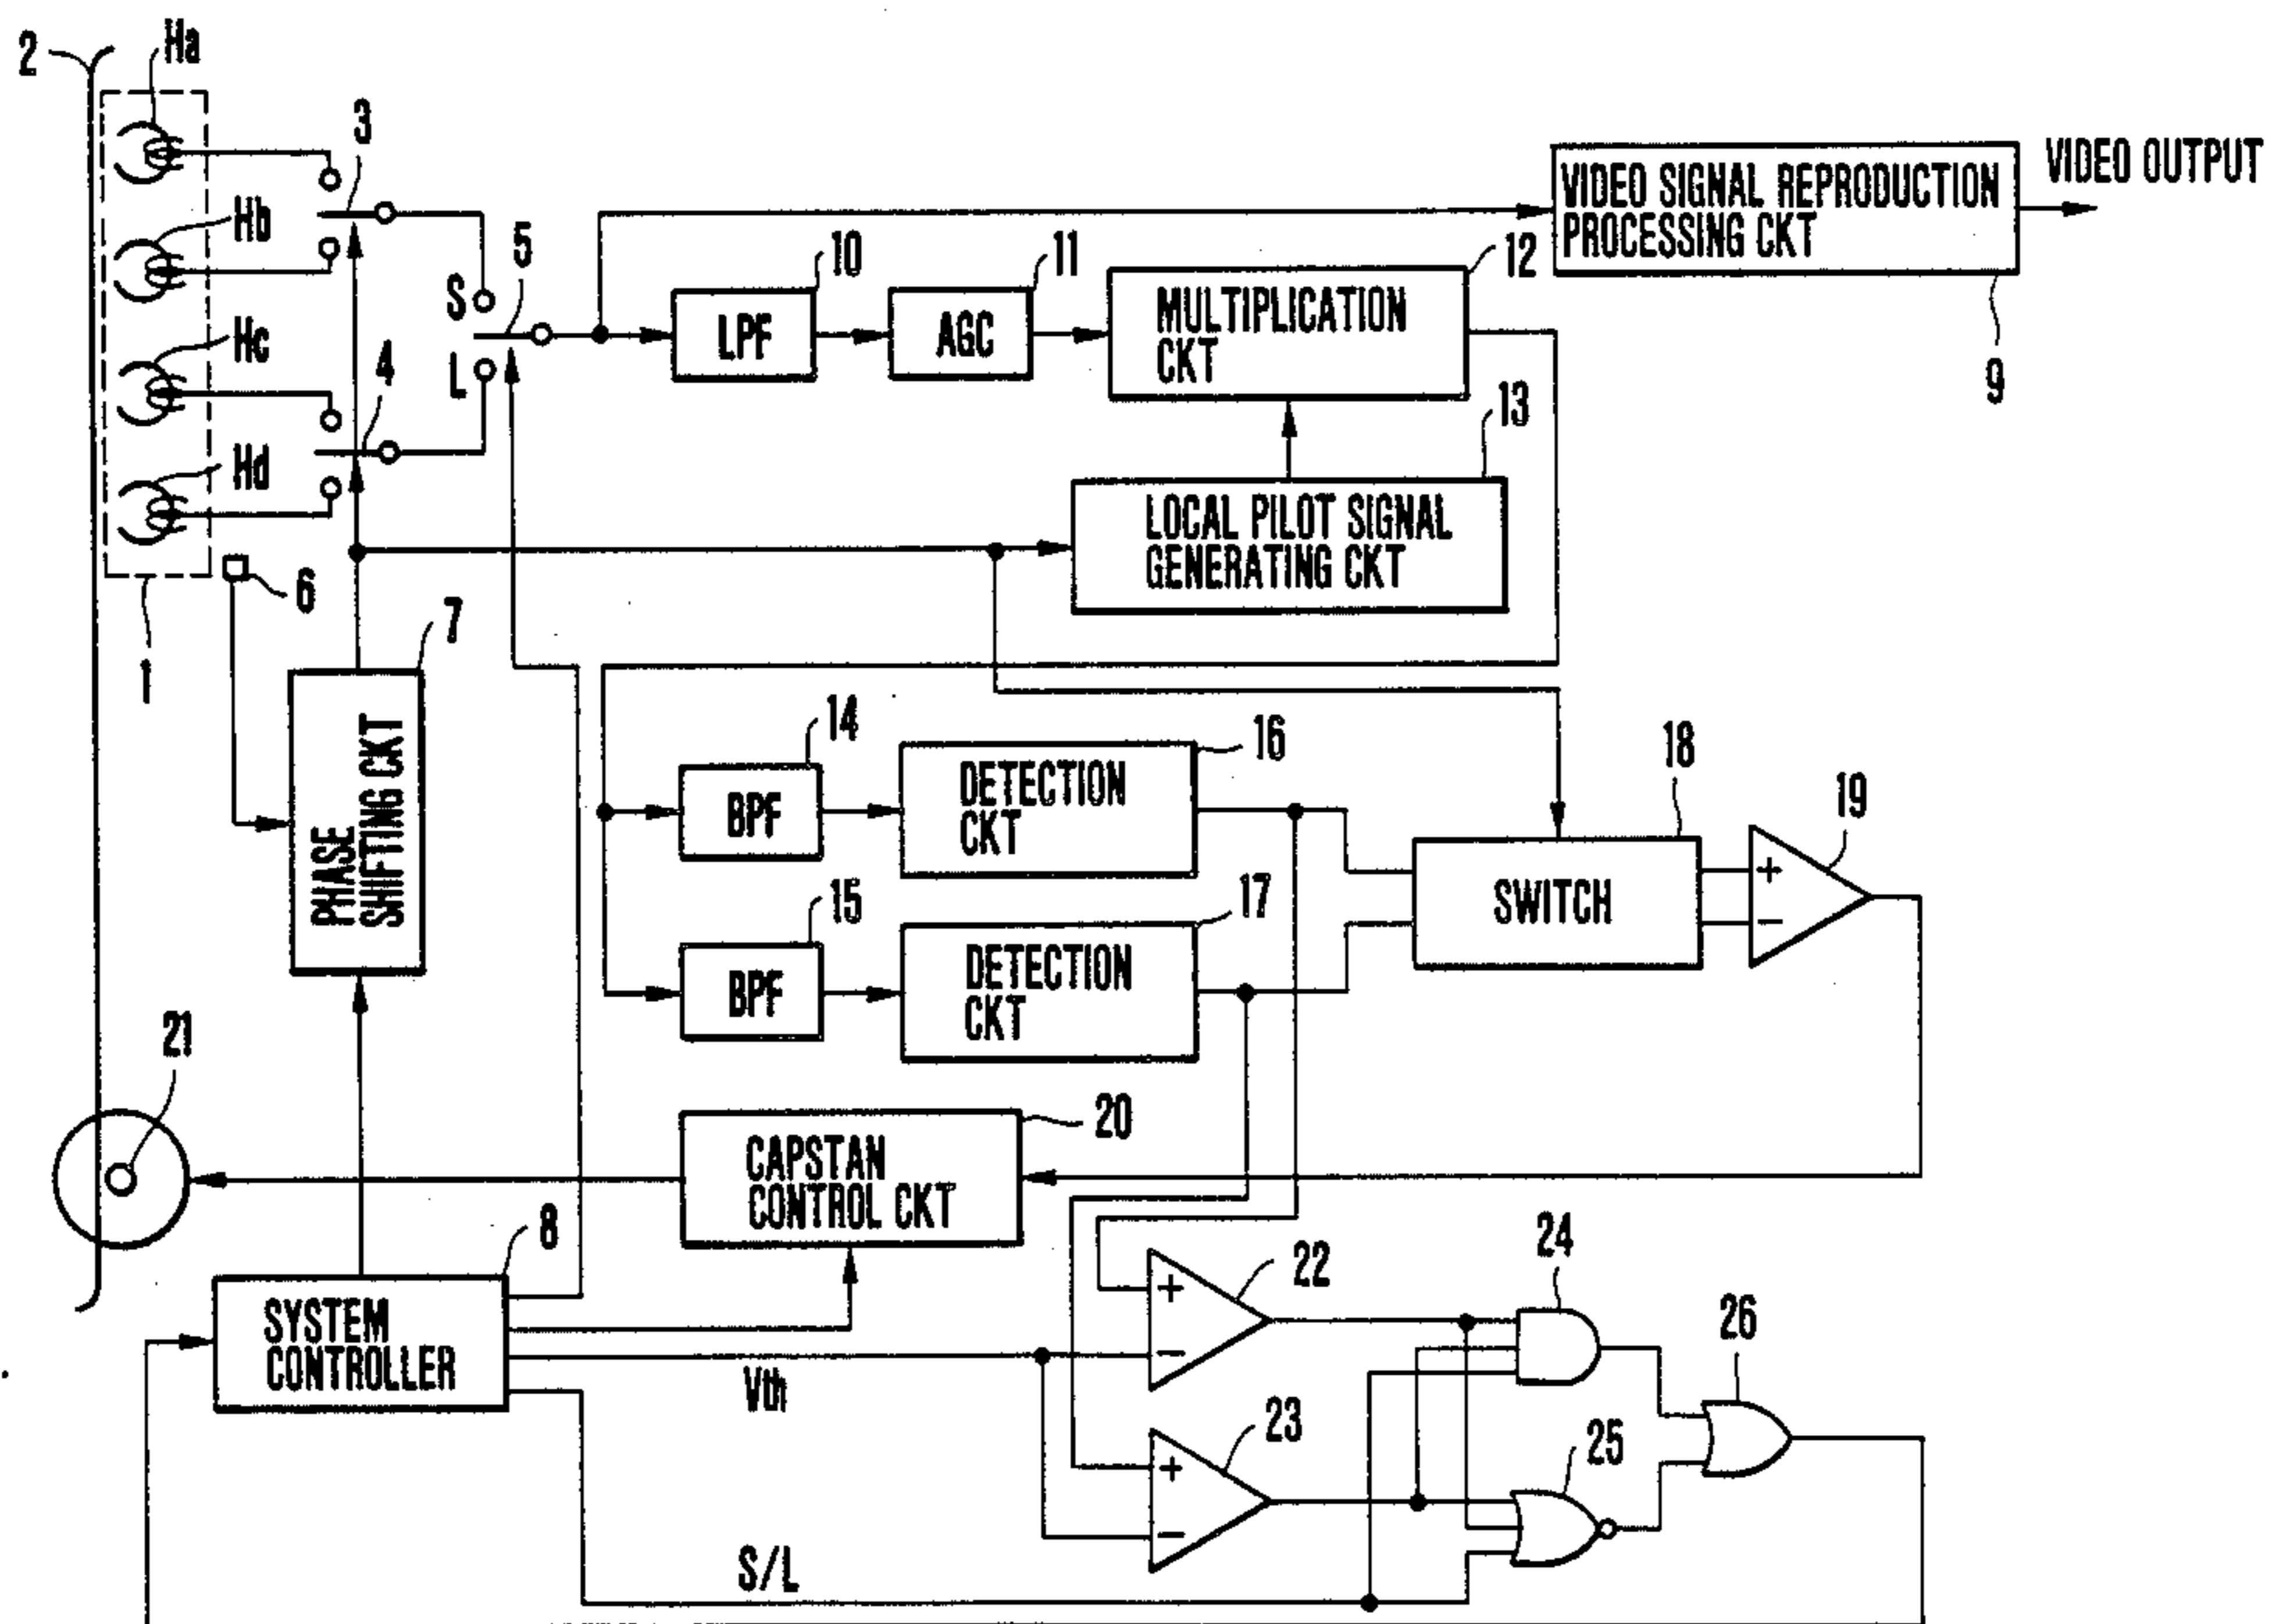 2
Ha
3
Hb
S
5
Hc
4
L
Hd
6
1
7
10
11
12
LPF
AGC
MULTIPLICATION
CKT
VIDEO SIGNAL REPRODUCTION
PROCESSING CKT
VIDEO OUTPUT
9
13
LOCAL PILOT SIGNAL
GENERATING CKT
PHASE
SHIFTING CKT
14
BPF
16
DETECTION
CKT
15
BPF
17
DETECTION
CKT
18
SWITCH
19
+
−
21
20
CAPSTAN
CONTROL CKT
8
SYSTEM
CONTROLLER
Vth
S/L
22
+
−
23
+
−
24
25
26